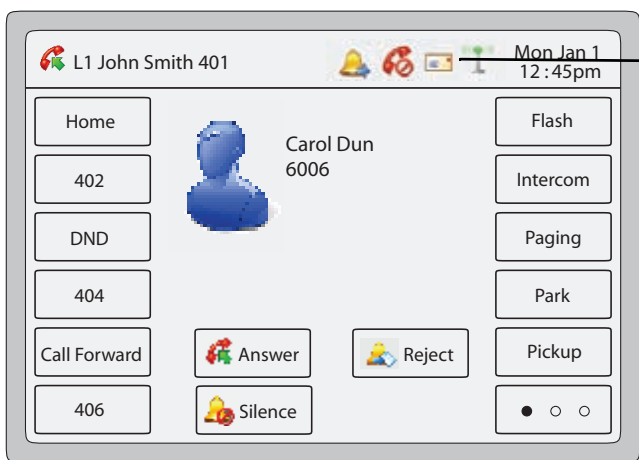 L1 John Smith 401
Mon Jan 1
12 : 45pm
Home
402
DND
404
Call Forward
406
Carol Dun
6006
Answer
Reject
Silence
Flash
Intercom
Paging
Park
Pickup